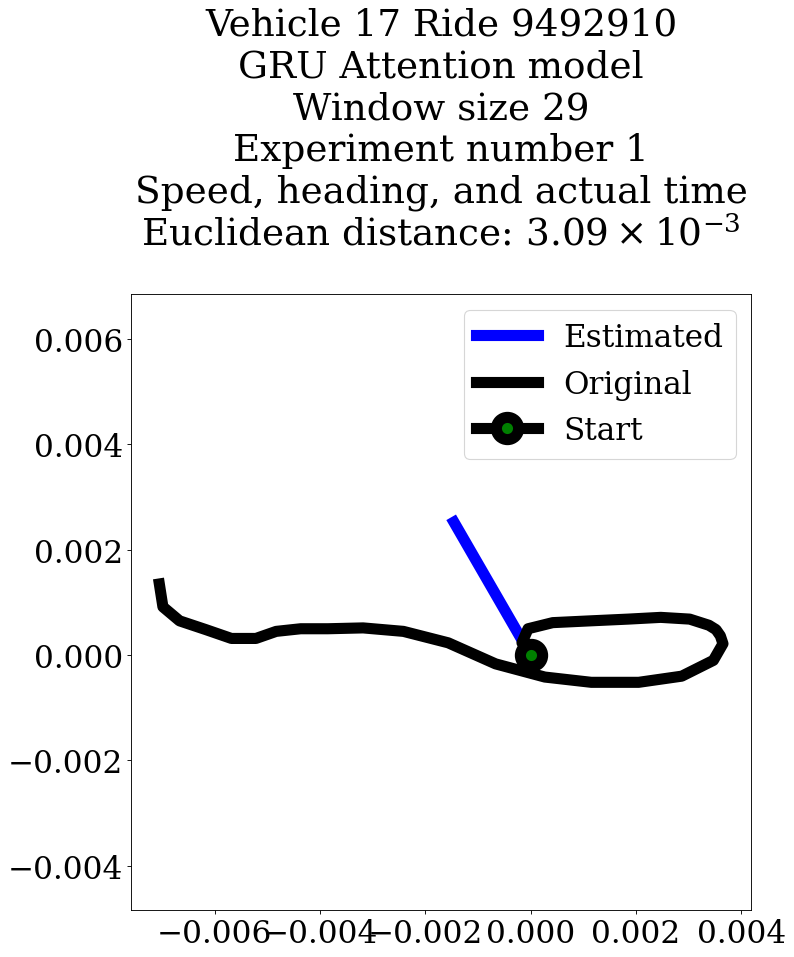 Vehicle 17 Ride 9492910
GRU Attention model
Window size 29
Experiment number 1
Speed, heading, and actual time
Euclidean distance: 3.09 × 10⁻³
Estimated
Original
Start
0.006
0.004
0.002
0.000
−0.002
−0.004
−0.006 −0.004 −0.002 0.000 0.002 0.004